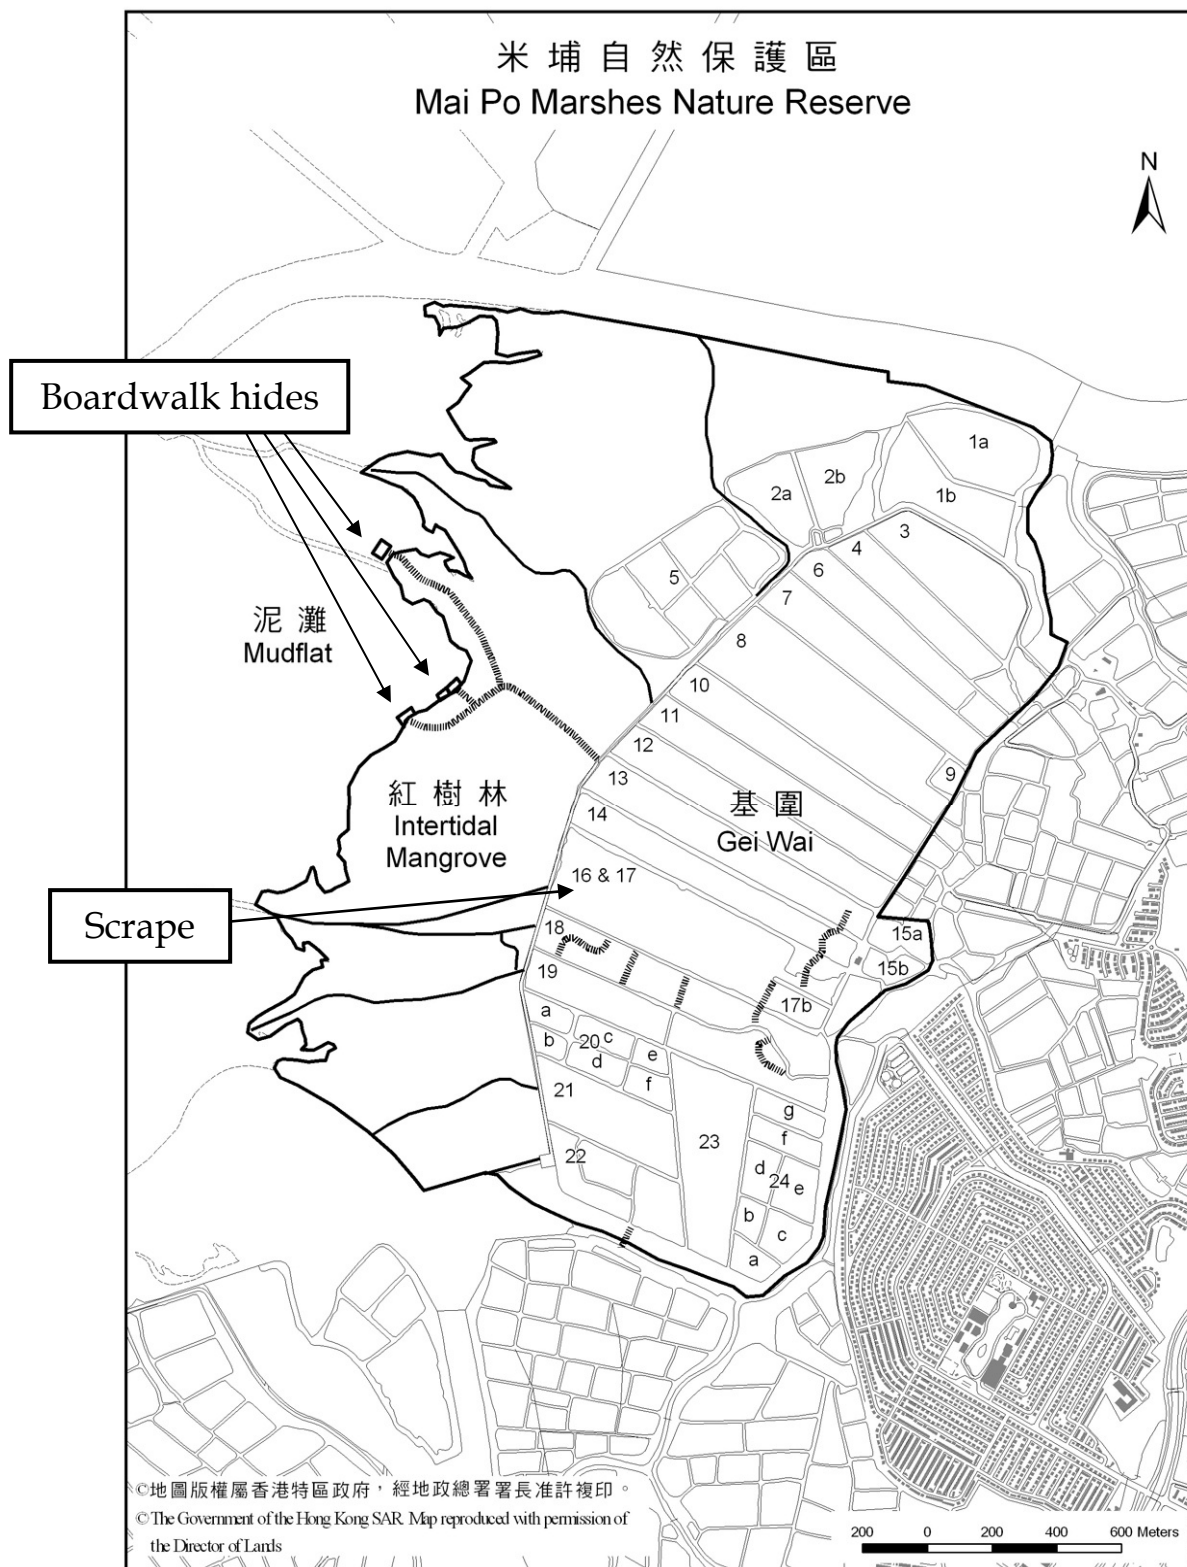 米埔自然保護區
Mai Po Marshes Nature Reserve
N
Boardwalk hides
1a
2b
2a
1b
3
4
5
6
7
泥灘
Mudflat
8
10
11
12
9
13
紅樹林
Intertidal
Mangrove
基圍
Gei Wai
14
16 & 17
Scrape
18
15a
15b
19
17b
a
b
20
c
d
e
f
21
g
f
23
22
d
24
e
b
c
a
©地圖版權屬香港特區政府，經地政總署署長准許複印。
© The Government of the Hong Kong SAR. Map reproduced with permission of
the Director of Lands
200 0 200 400 600 Meters